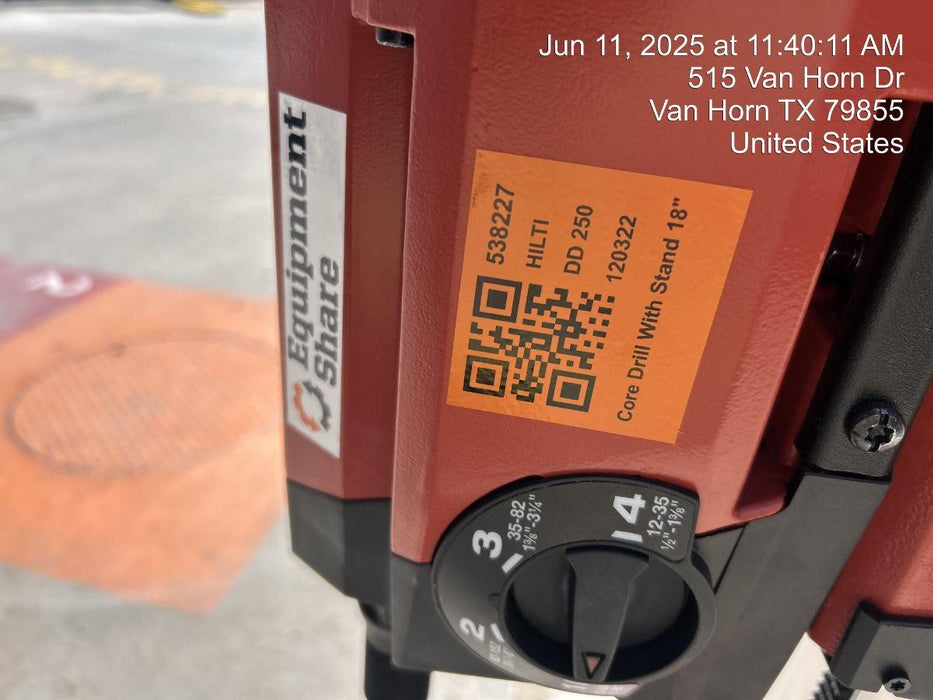 Jun 11, 2025 at 11:40:11 AM
515 Van Horn Dr
Van Horn TX 79855
United States
Equipment
Share
538227
HILTI
DD 250
120322
Core Drill With Stand 18"
4
12-35
½"-1⅜"
3
35-82
1⅜"-3¼"
2